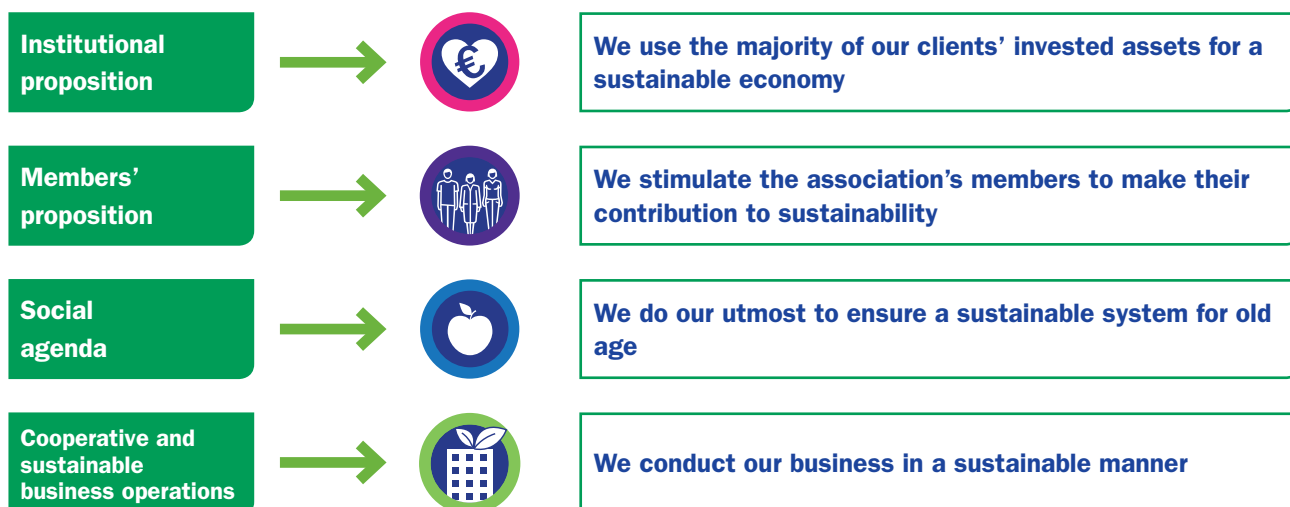 Institutional
proposition
€
We use the majority of our clients’ invested assets for a
sustainable economy
Members’
proposition
We stimulate the association’s members to make their
contribution to sustainability
Social
agenda
We do our utmost to ensure a sustainable system for old
age
Cooperative and
sustainable
business operations
We conduct our business in a sustainable manner